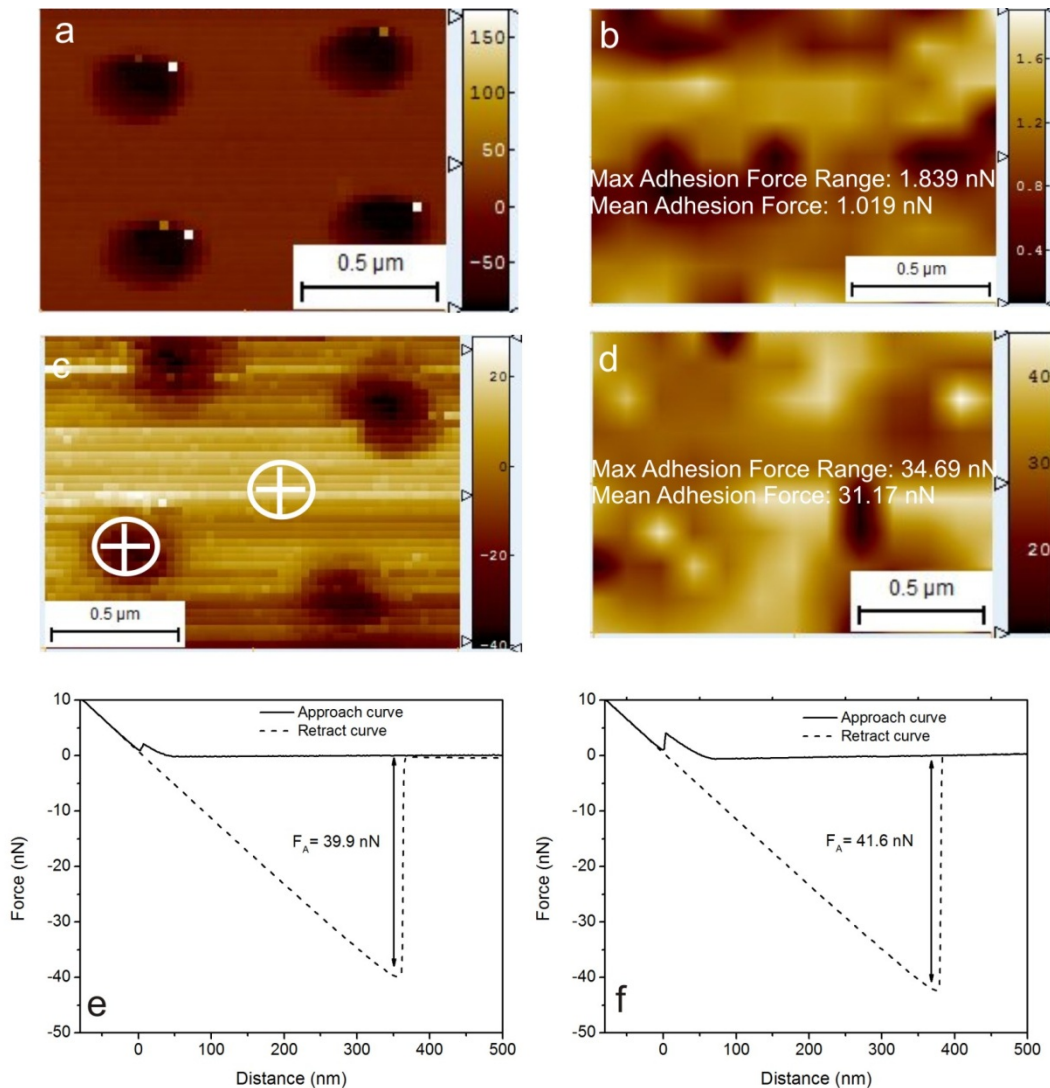 a
150
100
50
0
-50
0.5 µm
b
1.6
1.2
0.8
0.4
Max Adhesion Force Range: 1.839 nN
Mean Adhesion Force: 1.019 nN
0.5 µm
c
20
0
-20
-40
0.5 µm
d
40
30
20
Max Adhesion Force Range: 34.69 nN
Mean Adhesion Force: 31.17 nN
0.5 µm
10
0
-10
-20
-30
-40
-50
Force (nN)
Approach curve
Retract curve
F_A= 39.9 nN
e
0 100 200 300 400 500
Distance (nm)
10
0
-10
-20
-30
-40
-50
Force (nN)
Approach curve
Retract curve
F_A= 41.6 nN
f
0 100 200 300 400 500
Distance (nm)